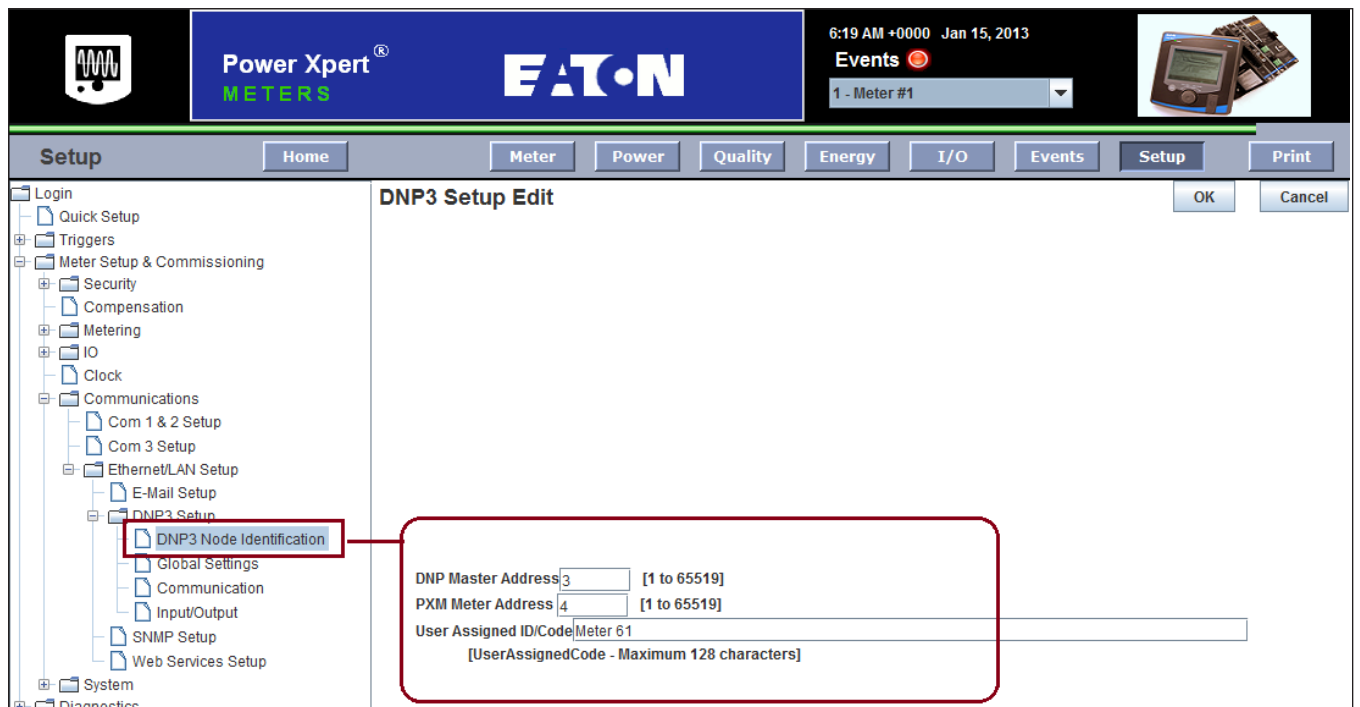 Power Xpert®
METERS
EATON
6:19 AM +0000 Jan 15, 2013
Events
1 - Meter #1
Setup
Home
Meter
Power
Quality
Energy
I/O
Events
Setup
Print
Login
Quick Setup
Triggers
Meter Setup & Commissioning
Security
Compensation
Metering
IO
Clock
Communications
Com 1 & 2 Setup
Com 3 Setup
Ethernet/LAN Setup
E-Mail Setup
DNP3 Setup
DNP3 Node Identification
Global Settings
Communication
Input/Output
SNMP Setup
Web Services Setup
System
Diagnostics
DNP3 Setup Edit
OK
Cancel
DNP Master Address 3 [1 to 65519]
PXM Meter Address 4 [1 to 65519]
User Assigned ID/Code Meter 61
[UserAssignedCode - Maximum 128 characters]